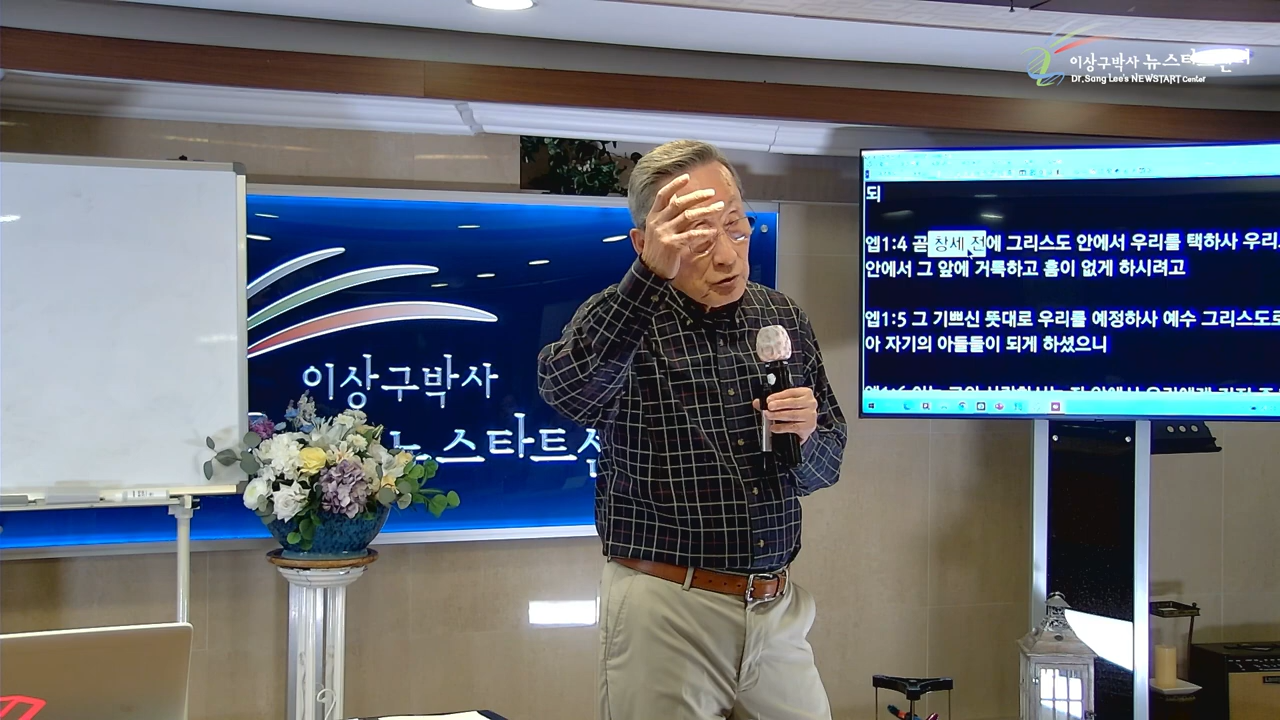 이상구박사 뉴스타트센터
Dr.Sang Lee's NEWSTART Center
되
엡1:4 곧 창세 전에 그리스도 안에서 우리를 택하사 우리
안에서 그 앞에 거룩하고 흠이 없게 하시려고
엡1:5 그 기쁘신 뜻대로 우리를 예정하사 예수 그리스도로
아 자기의 아들들이 되게 하셨으니
이상구박사
뉴스타트센